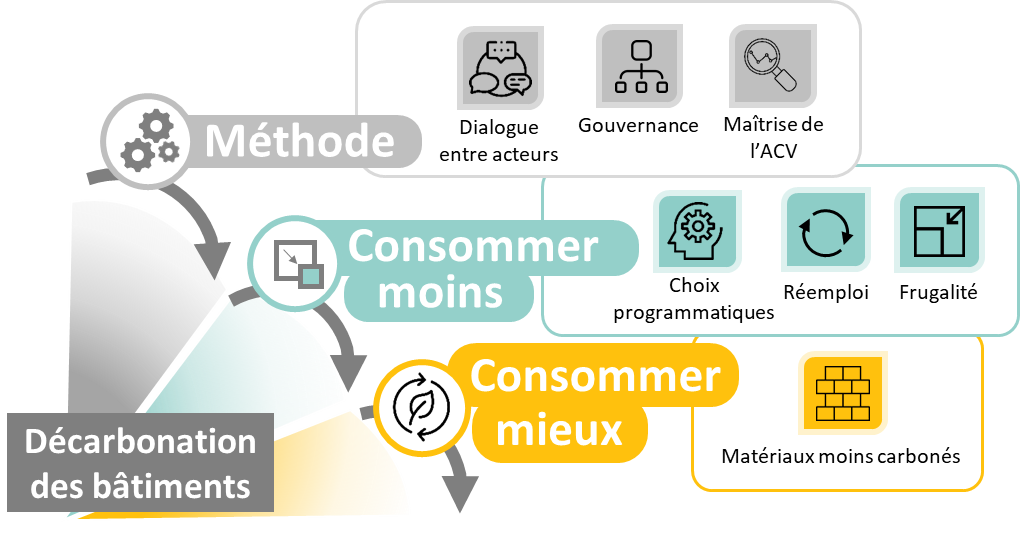 Méthode
Dialogue
entre acteurs
Gouvernance
Maîtrise de
l'ACV
Consommer
moins
Choix
programmatiques
Réemploi
Frugalité
Consommer
mieux
Matériaux moins carbonés
Décarbonation
des bâtiments